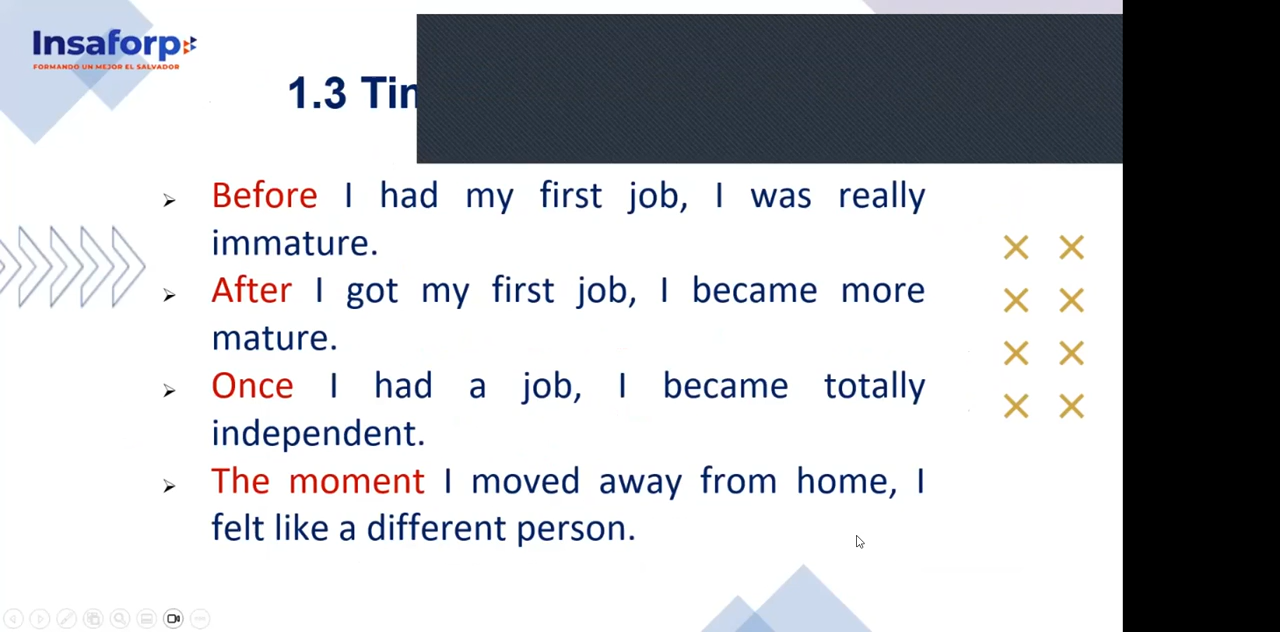 Insaforp
FORMANDO UN MEJOR EL SALVADOR
1.3
Before I had my first job, I was really
immature.
After I got my first job, I became more
mature.
Once I had a job, I became totally
independent.
The moment I moved away from home, I
felt like a different person.